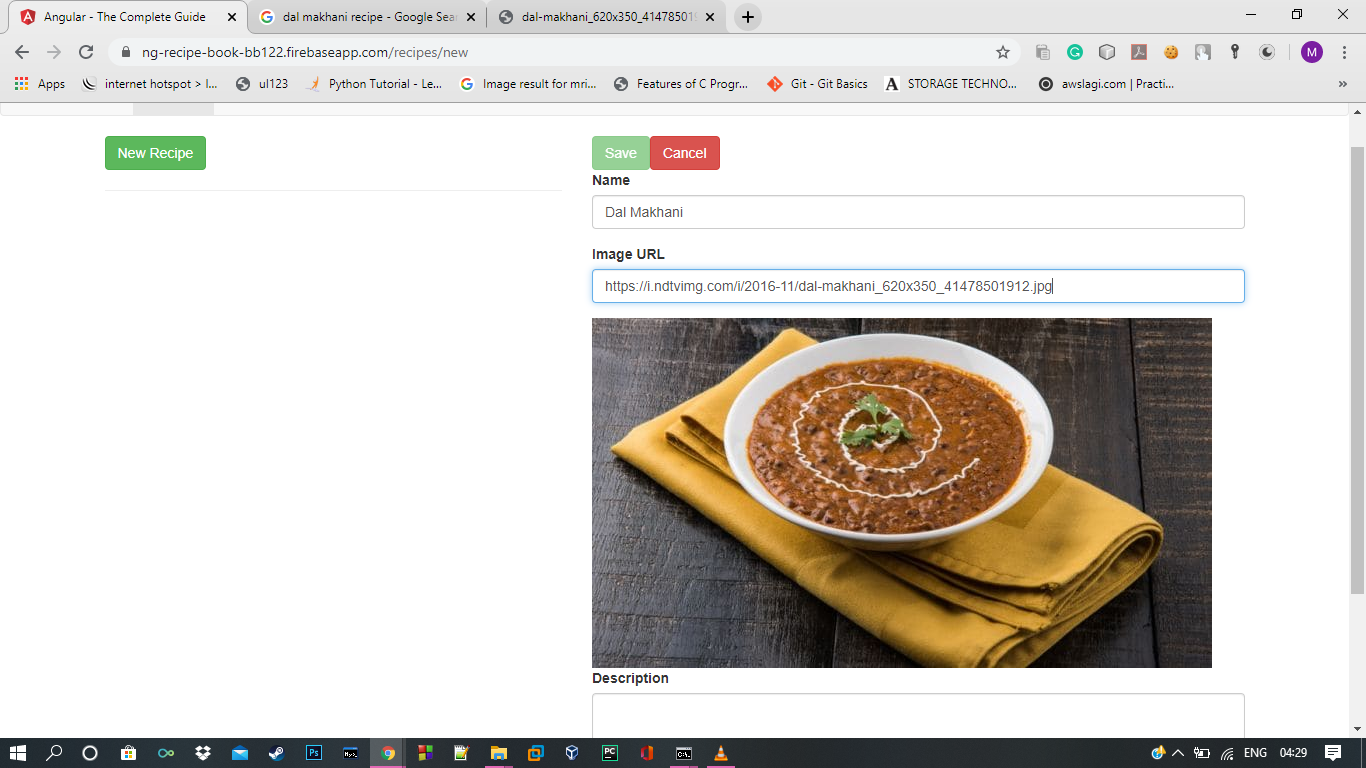 Angular - The Complete Guide
dal makhani recipe - Google Sea
dal-makhani_620x350_4147850191
ng-recipe-book-bb122.firebaseapp.com/recipes/new
M
Apps
internet hotspot > I...
ul123
Python Tutorial - Le...
Image result for mri...
Features of C Progr...
Git - Git Basics
A STORAGE TECHNO...
awslagi.com | Practi...
»
New Recipe
Save
Cancel
Name
Dal Makhani
Image URL
https://i.ndtvimg.com/i/2016-11/dal-makhani_620x350_41478501912.jpg
Description
Ps
PC
ENG
04:29